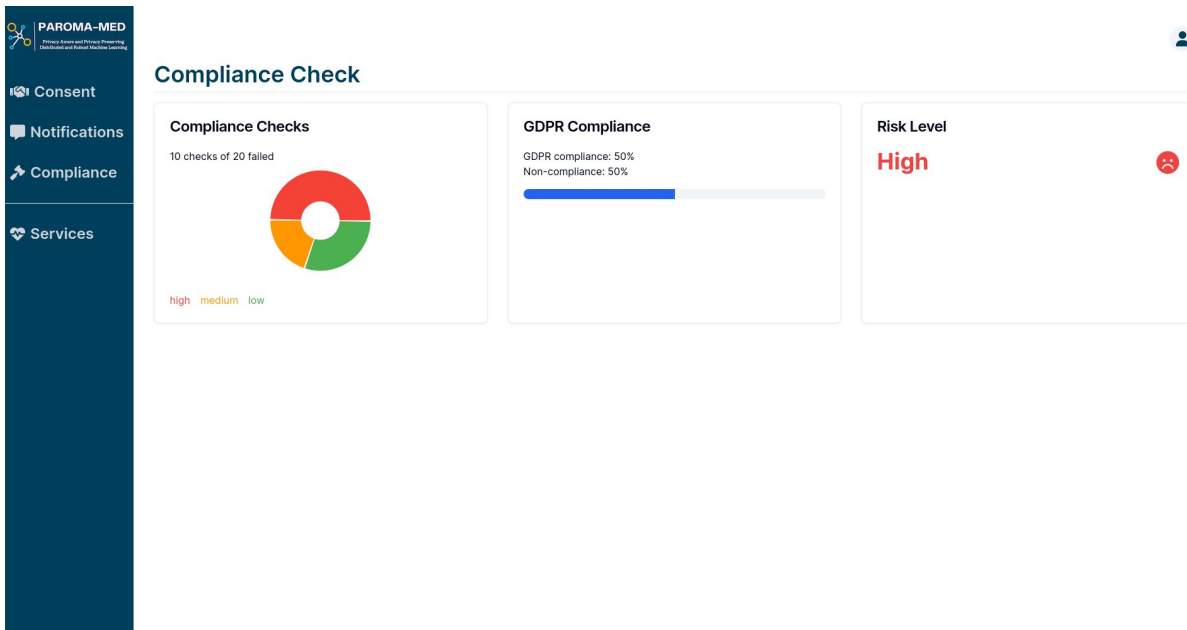 PAROMA-MED
Privacy Aware and Privacy Preserving
Distributed and Robust Machine Learning
Consent
Notifications
Compliance
Services
Compliance Check
Compliance Checks
10 checks of 20 failed
high medium low
GDPR Compliance
GDPR compliance: 50%
Non-compliance: 50%
Risk Level
High